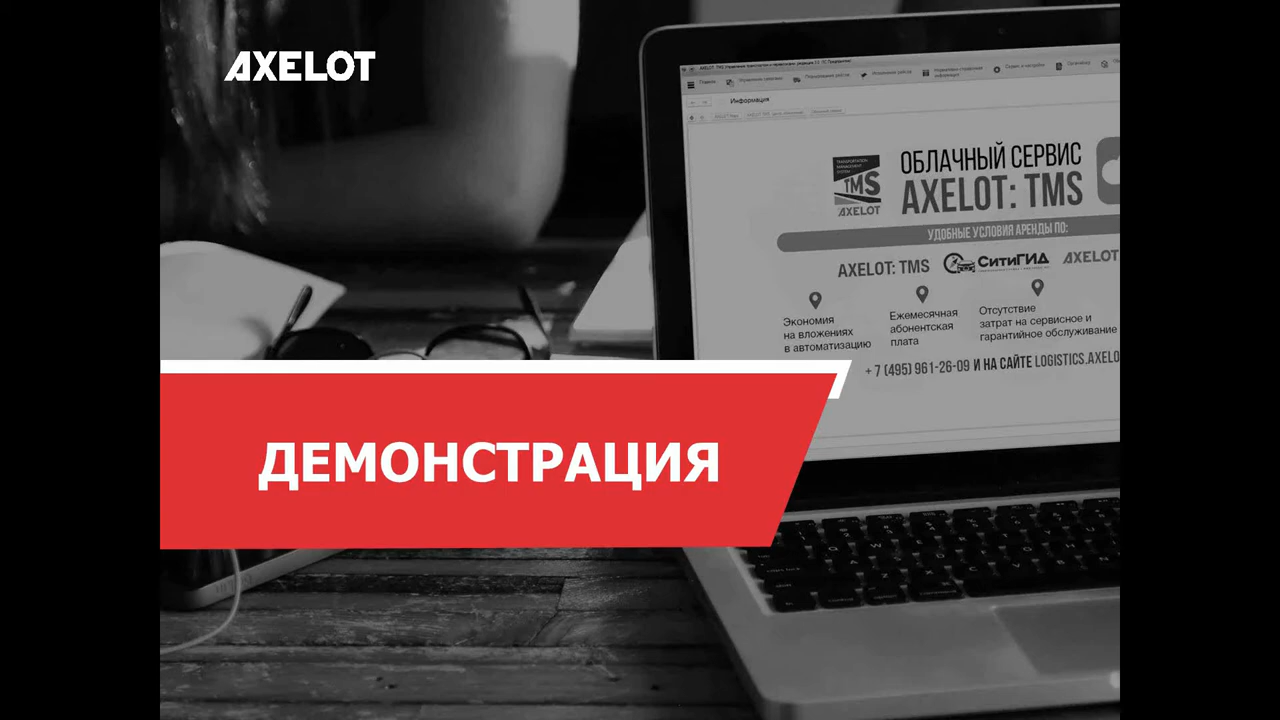 AXELOT
Информация
TMS
AXELOT
ОБЛАЧНЫЙ СЕРВИС
AXELOT: TMS
УДОБНЫЕ УСЛОВИЯ АРЕНДЫ ПО:
AXELOT: TMS
СитиГИД
AXELOT
Экономия
на вложениях
в автоматизацию
Ежемесячная
абонентская
плата
Отсутствие
затрат на сервисное и
гарантийное обслуживание
+ 7 (495) 961-26-09 И НА САЙТЕ LOGISTICS.AXELO
ДЕМОНСТРАЦИЯ